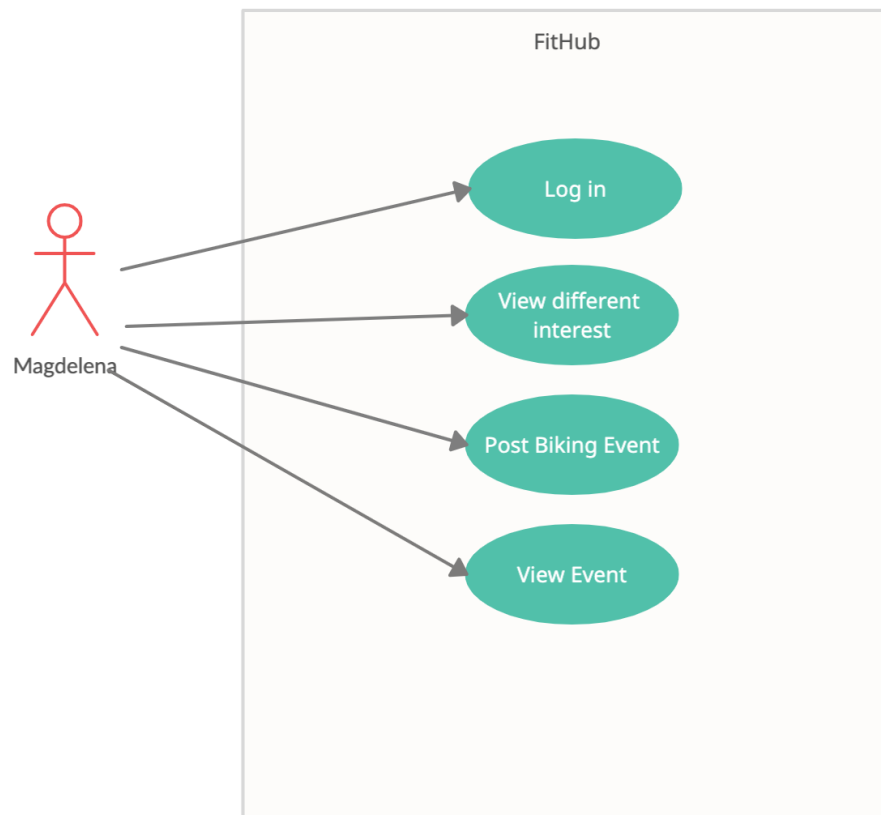 FitHub
Log in
View different
interest
Magdelena
Post Biking Event
View Event